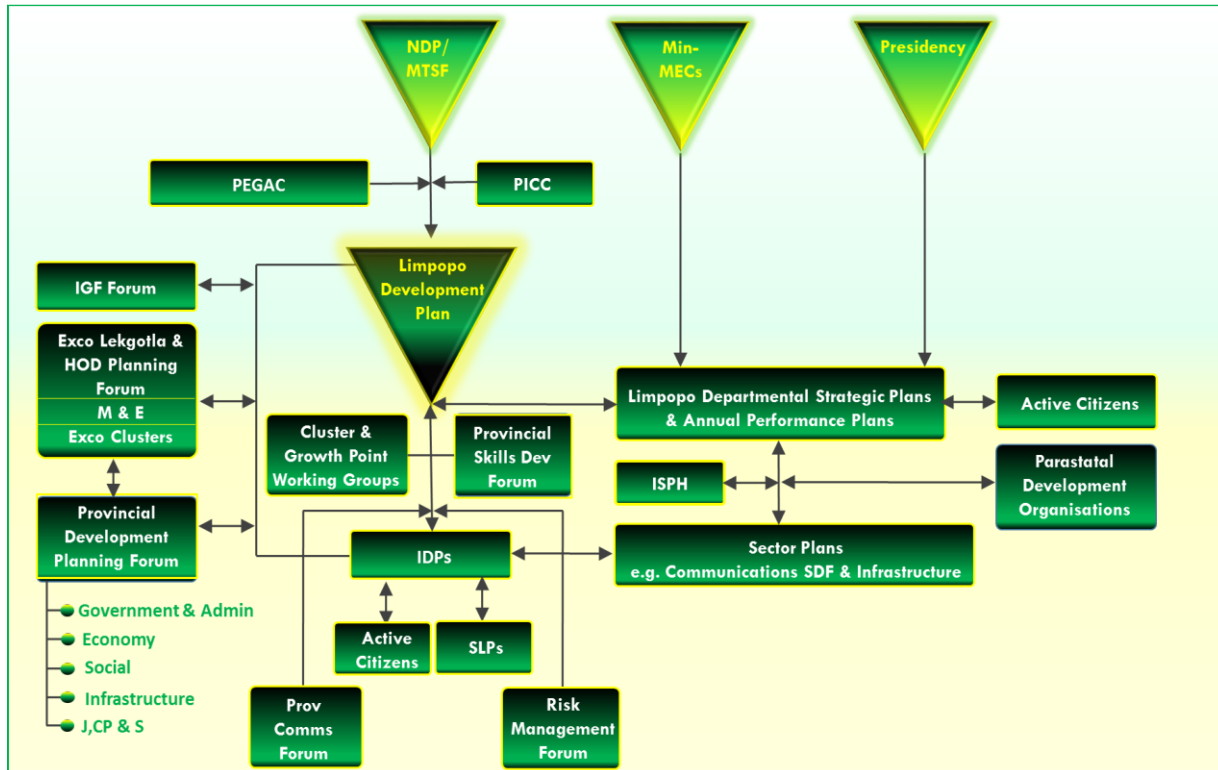 NDP/
MTSF
Min-
MECs
Presidency
PEGAC
PICC
Limpopo
Development
Plan
IGF Forum
Exco Lekgotla &
HOD Planning
Forum
M & E
Exco Clusters
Limpopo Departmental Strategic Plans
& Annual Performance Plans
Active Citizens
Cluster &
Growth Point
Working Groups
Provincial
Skills Dev
Forum
ISPH
Parastatal
Development
Organisations
Provincial
Development
Planning Forum
IDPs
Sector Plans
e.g. Communications SDF & Infrastructure
Government & Admin
Economy
Social
Infrastructure
J,CP & S
Active
Citizens
SLPs
Prov
Comms
Forum
Risk
Management
Forum